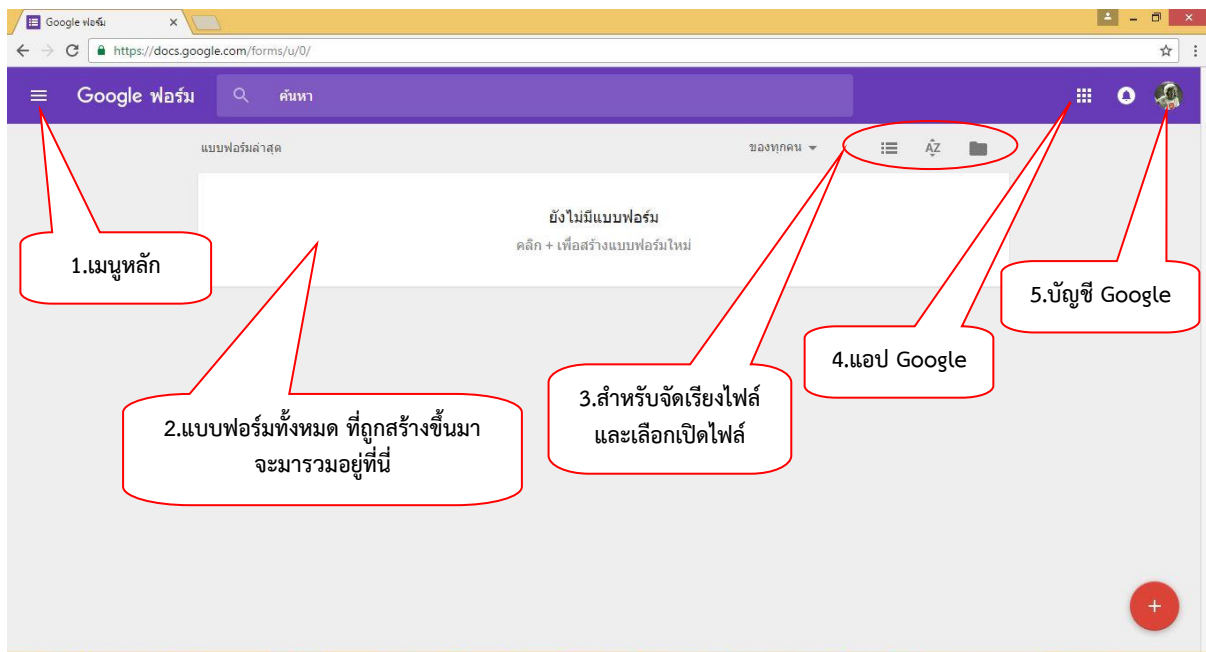 Google ฟอร์ม
https://docs.google.com/forms/u/0/
Google ฟอร์ม
ค้นหา
แบบฟอร์มล่าสุด
ของทุกคน
AZ
ยังไม่มีแบบฟอร์ม
คลิก + เพื่อสร้างแบบฟอร์มใหม่
1.เมนูหลัก
5.บัญชี Google
4.แอป Google
3.สำหรับจัดเรียงไฟล์
และเลือกเปิดไฟล์
2.แบบฟอร์มทั้งหมด ที่ถูกสร้างขึ้นมา
จะมารวมอยู่ที่นี่
+